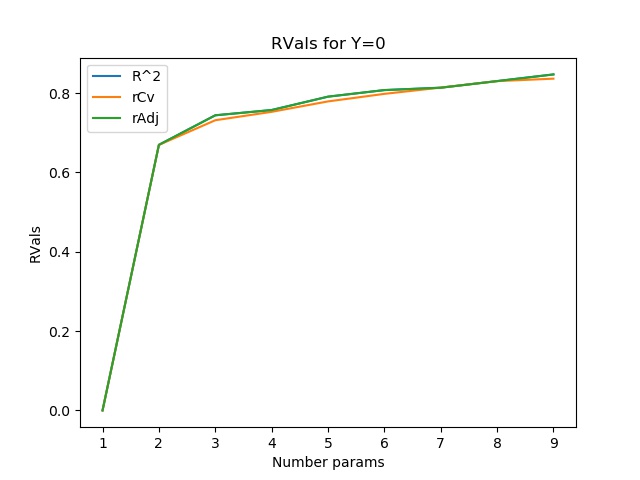 RVals for Y=0
R^2
rCv
rAdj
0.8
0.6
0.4
0.2
0.0
RVals
1 2 3 4 5 6 7 8 9
Number params